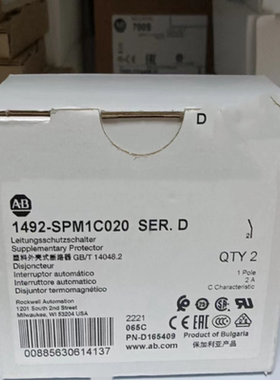 700S
D
AB
1492-SPM1C020 SER. D
Leitungsschutzschalter
Supplementary Protector
塑料外壳式断路器 GB/T 14048.2
Disjoncteur
Interruptor automático
Interruttore automatico
Disjuntor termomagnético
QTY 2
1 Pole
2 A
C Characteristic
Rockwell Automation
1201 South 2nd Street
Milwaukee, WI 53204 USA
2221
065C
PN-D165409
www.ab.com
Product of Bulgaria
保加利亚产品
00885630614137